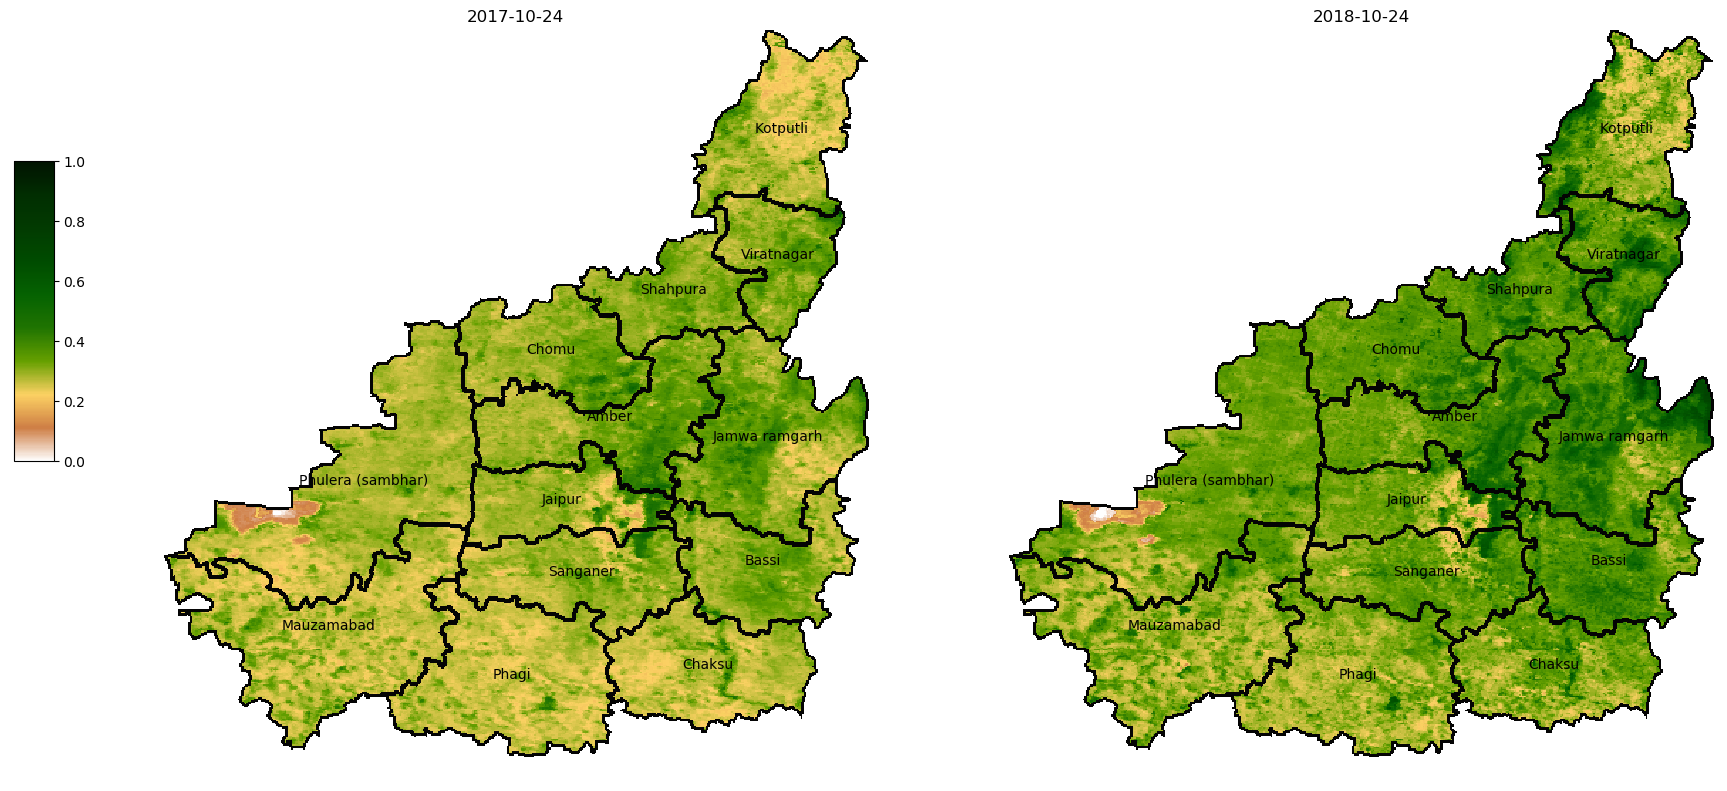 2017-10-24
2018-10-24
1.0
0.8
0.6
0.4
0.2
0.0
Kotputli
Viratnagar
Shahpura
Chomu
Amber
Jamwa ramgarh
Phulera (sambhar)
Jaipur
Bassi
Sanganer
Mauzamabad
Chaksu
Phagi
Kotputli
Viratnagar
Shahpura
Chomu
Amber
Jamwa ramgarh
Phulera (sambhar)
Jaipur
Bassi
Sanganer
Mauzamabad
Chaksu
Phagi